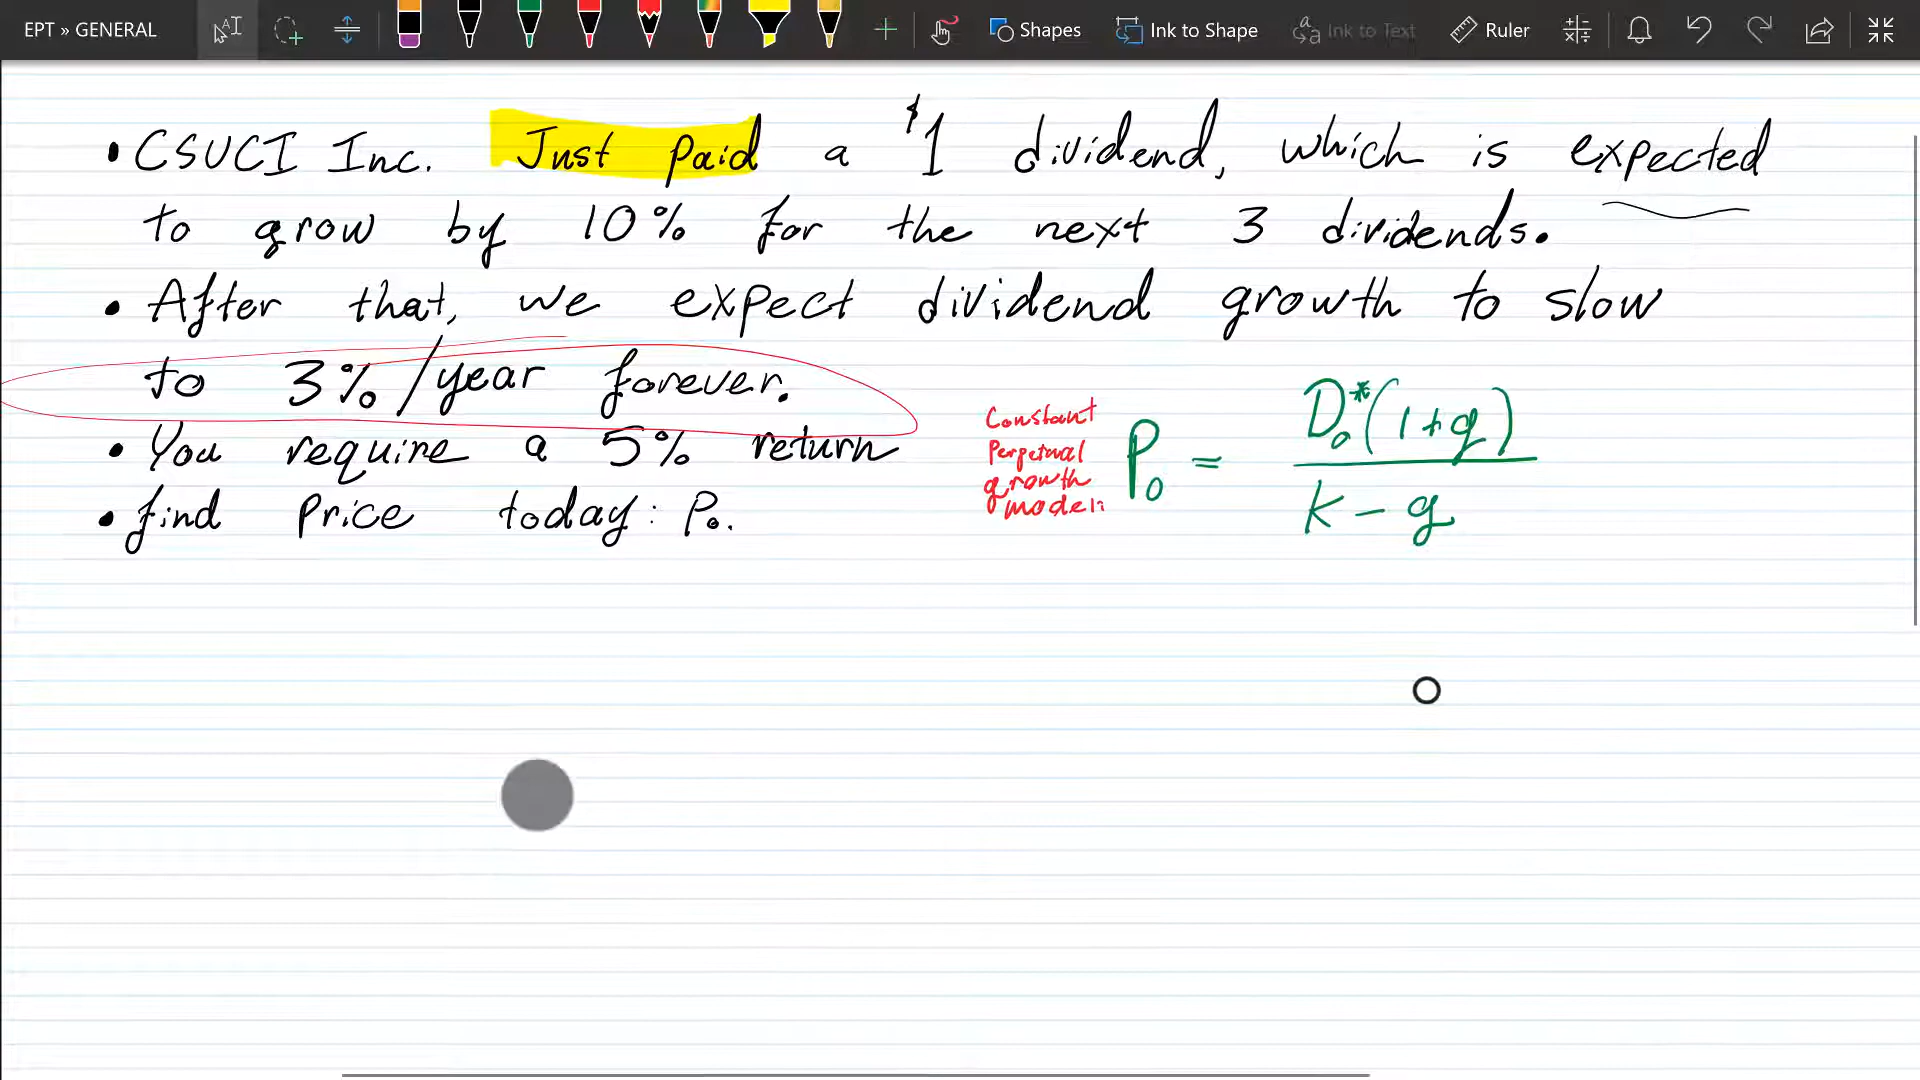 EPT » GENERAL
Shapes
Ink to Shape
Ink to Text
Ruler
• CSUCI Inc. Just paid a $1 dividend, which is expected
to grow by 10% for the next 3 dividends.
• After that, we expect dividend growth to slow
to 3%/year forever.
• You require a 5% return
• find Price today: P₀.
Constant
Perpetual
growth
model:
P₀ = D₀*(1+g)
k - g